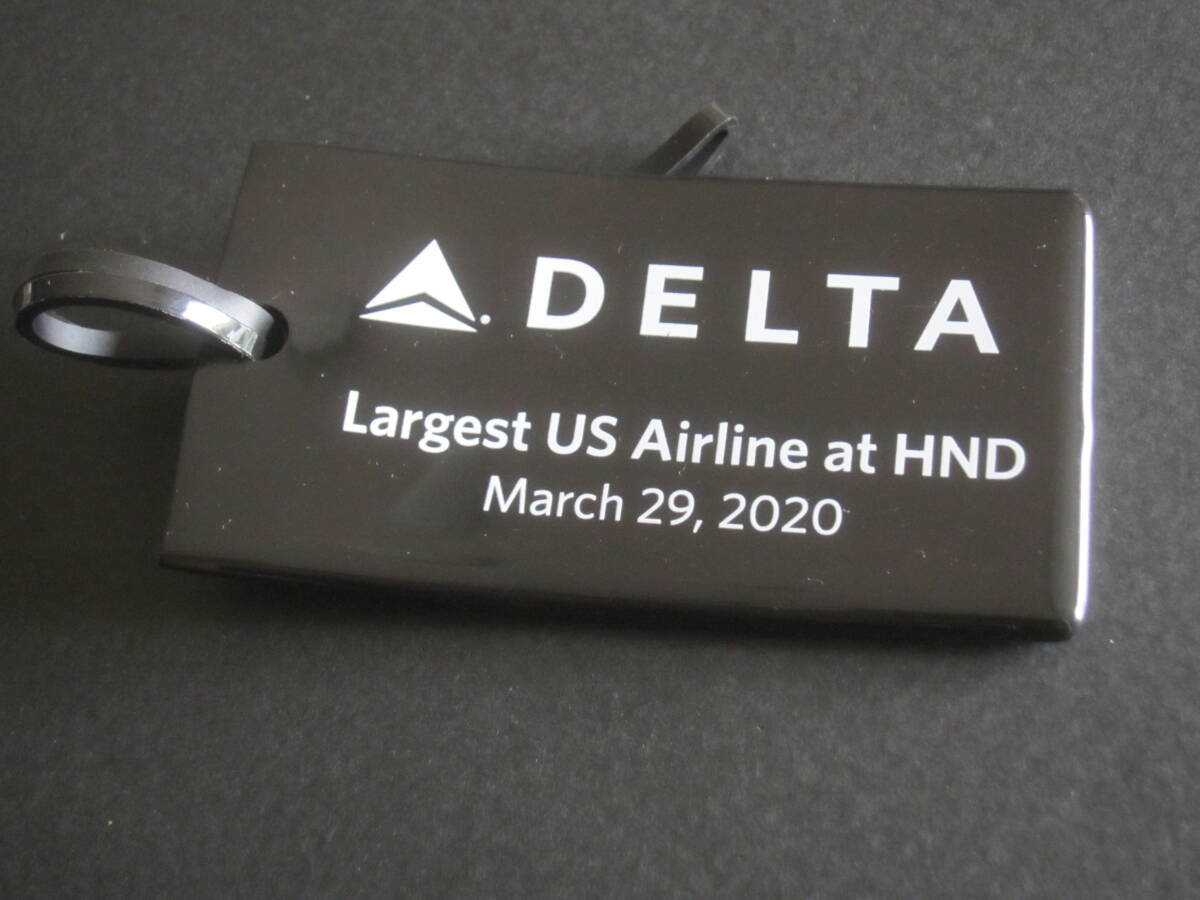 DELTA
Largest US Airline at HND
March 29, 2020